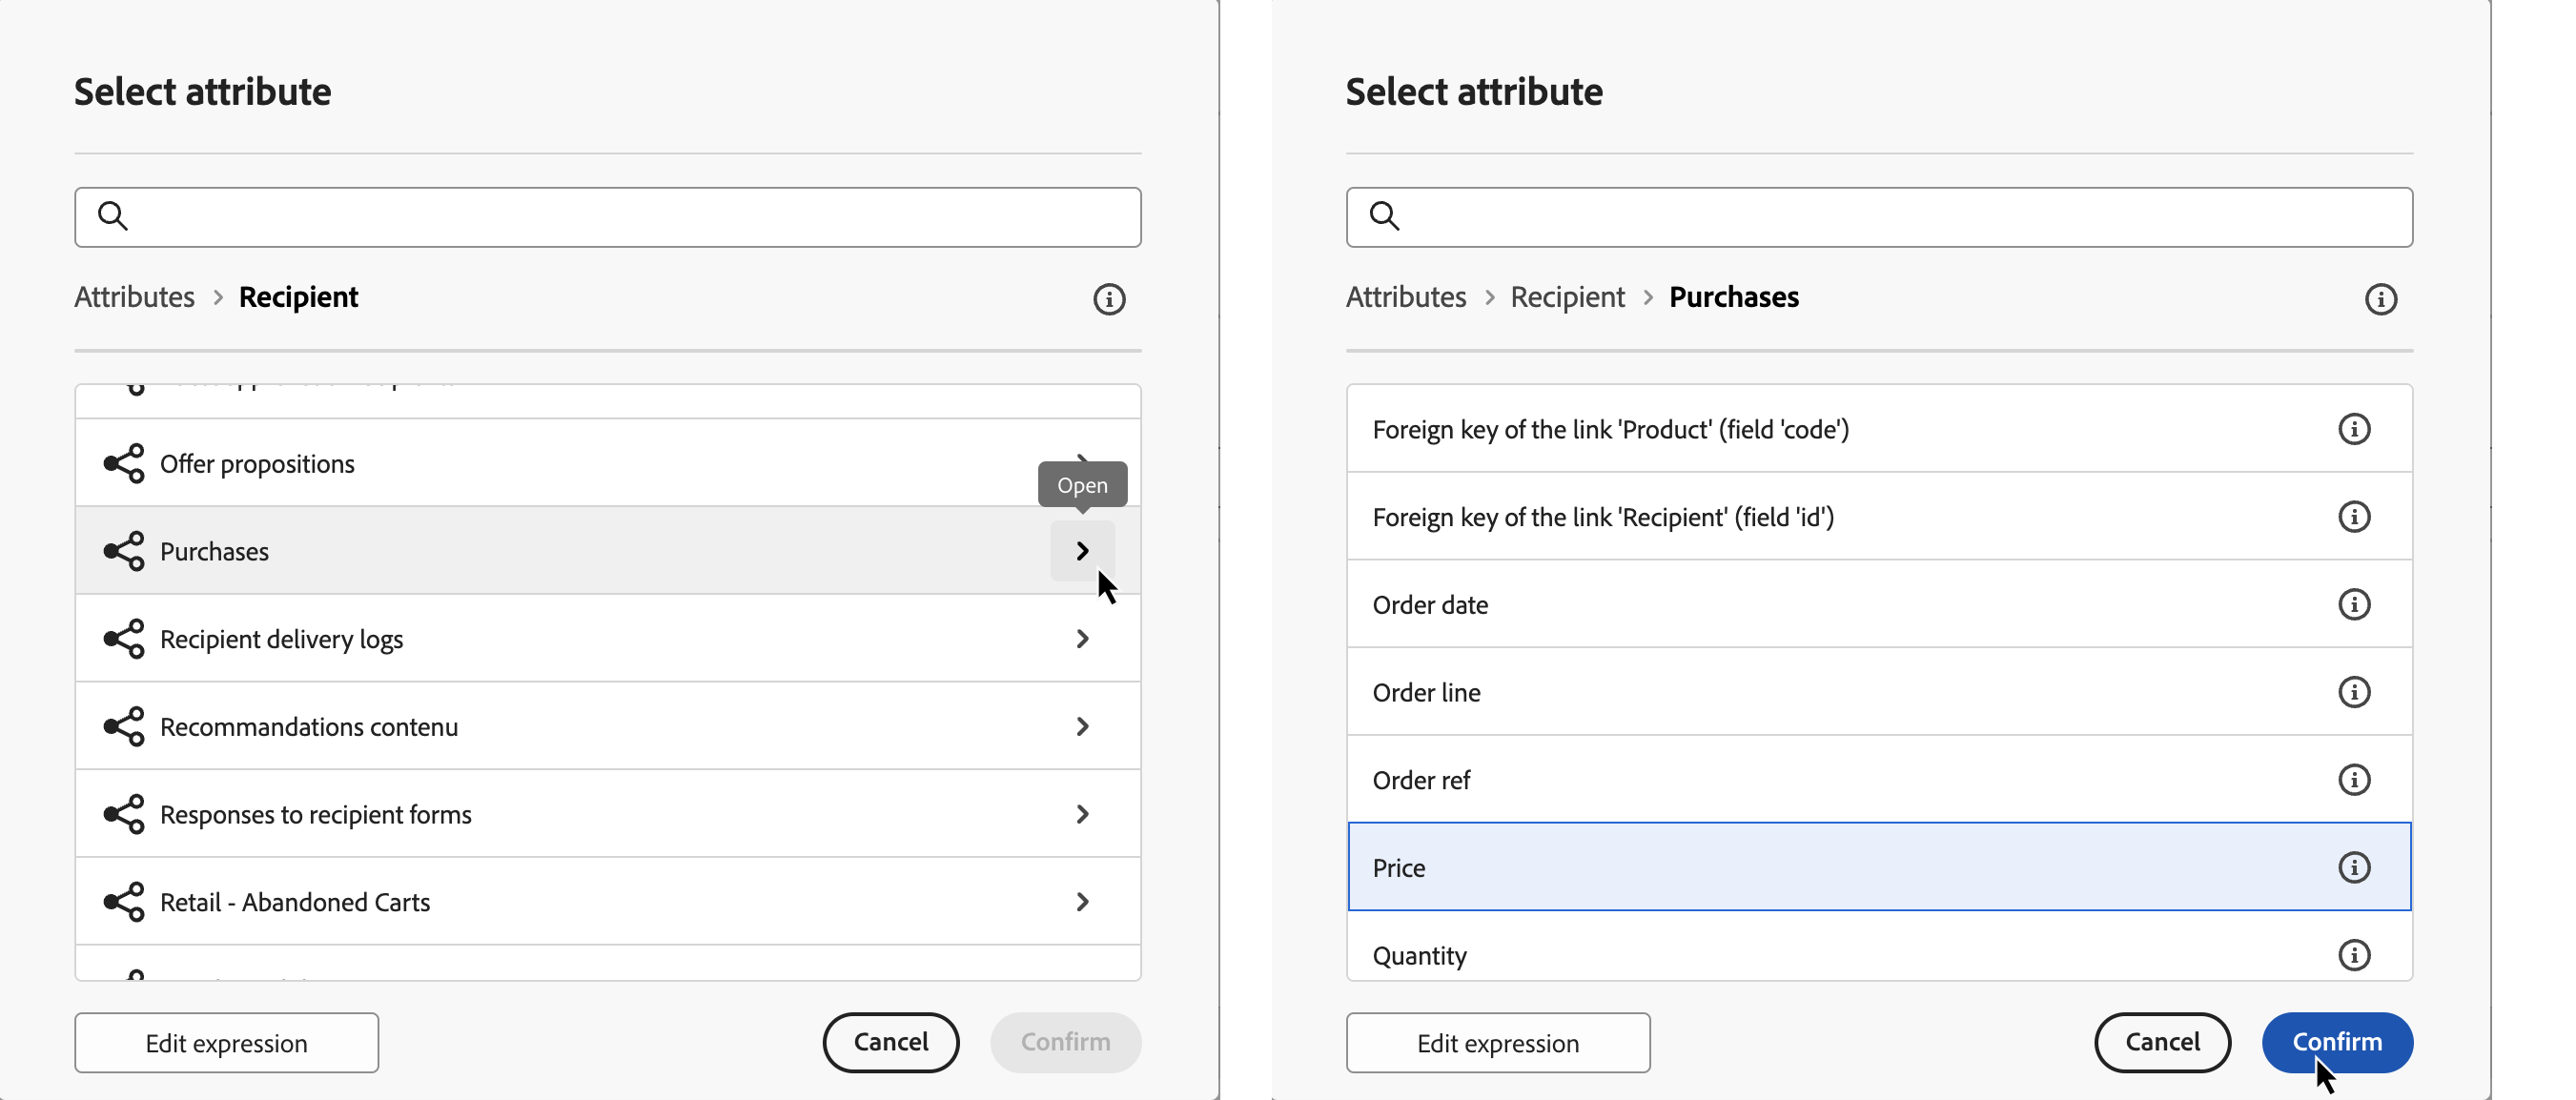 Select attribute
Attributes > Recipient
Offer propositions
Open
Purchases
Recipient delivery logs
Recommandations contenu
Responses to recipient forms
Retail - Abandoned Carts
Edit expression
Cancel
Confirm
Select attribute
Attributes > Recipient > Purchases
Foreign key of the link 'Product' (field 'code')
Foreign key of the link 'Recipient' (field 'id')
Order date
Order line
Order ref
Price
Quantity
Edit expression
Cancel
Confirm